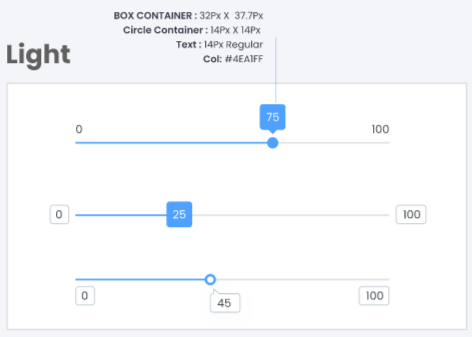 BOX CONTAINER : 32Px X 37.7Px
Circle Container : 14Px X 14Px
Text : 14Px Regular
Col: #4EA1FF
Light
75
0
100
0
25
100
0
45
100